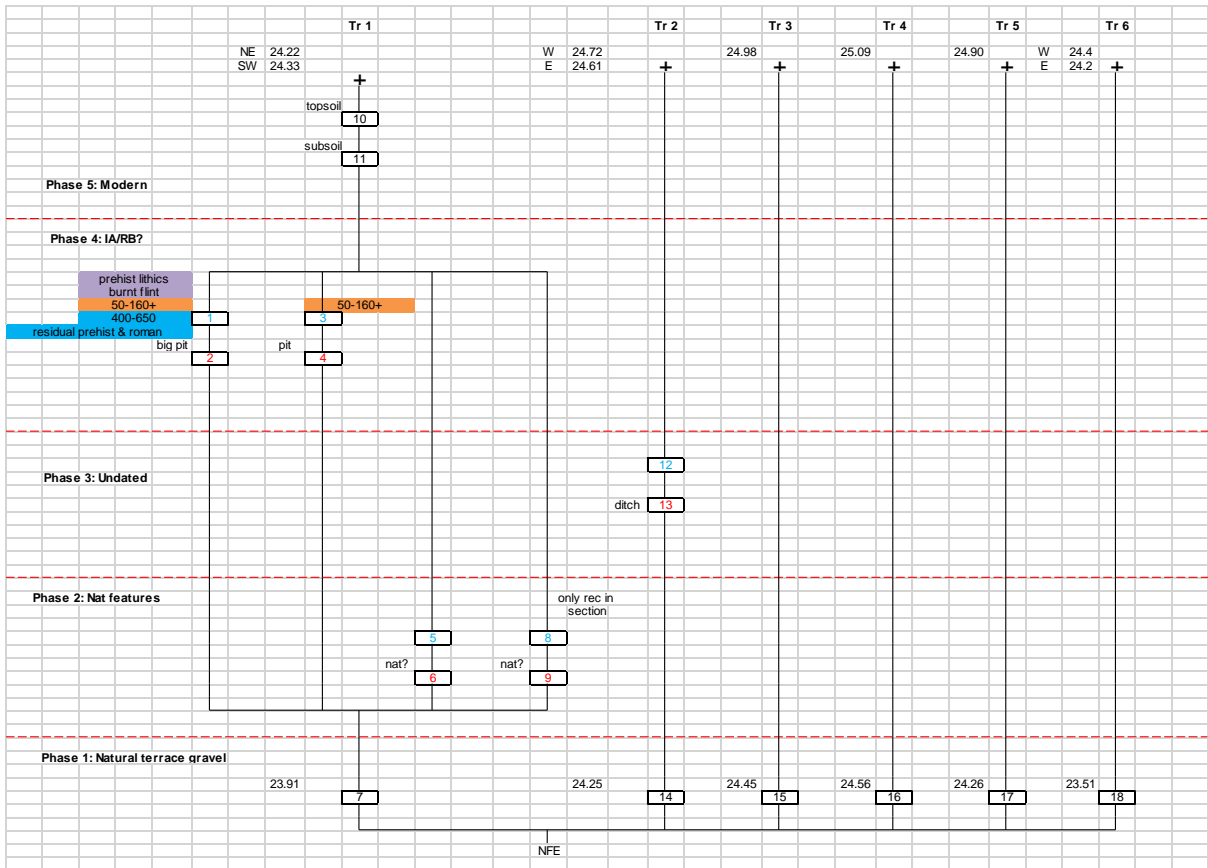 Tr 1 Tr 2 Tr 3 Tr 4 Tr 5 Tr 6
NE 24.22 W 24.72 24.98 25.09 24.90 W 24.4
SW 24.33 E 24.61 + + + + E 24.2 +
+
topsoil
10
subsoil
11
Phase 5: Modern
Phase 4: IA/RB?
prehist lithics
burnt flint
50-160+ 50-160+
400-650 1 3
residual prehist & roman
big pit pit
2 4
12
Phase 3: Undated
ditch 13
Phase 2: Nat features only rec in
section
5 8
nat? nat?
6 9
Phase 1: Natural terrace gravel
23.91 24.25 24.45 24.56 24.26 23.51
7 14 15 16 17 18
NFE